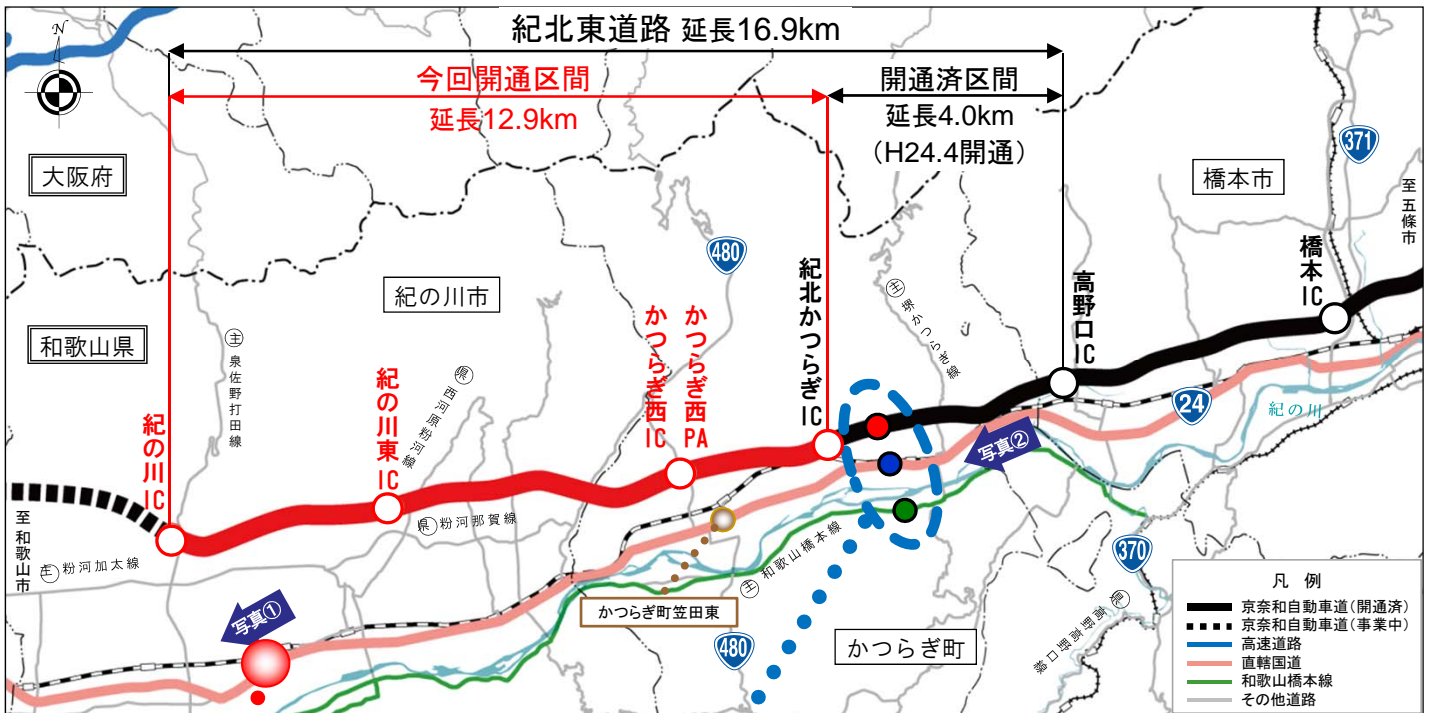 紀北東道路 延長16.9km
今回開通区間
延長12.9km
開通済区間
延長4.0km
(H24.4開通)
N
大阪府
和歌山県
紀の川市
橋本市
かつらぎ町
371
至五條市
480
紀の川IC
紀の川東IC
かつらぎ西IC
かつらぎ西PA
紀北かつらぎIC
高野口IC
橋本IC
主 泉佐野打田線
県 西河原粉河線
主 堺かつらぎ線
24
紀の川
写真②
県 粉河那賀線
至和歌山市
主 粉河加太線
主 和歌山橋本線
370
かつらぎ町笠田東
写真①
480
県 高野高野口線
凡 例
京奈和自動車道(開通済)
京奈和自動車道(事業中)
高速道路
直轄国道
和歌山橋本線
その他道路